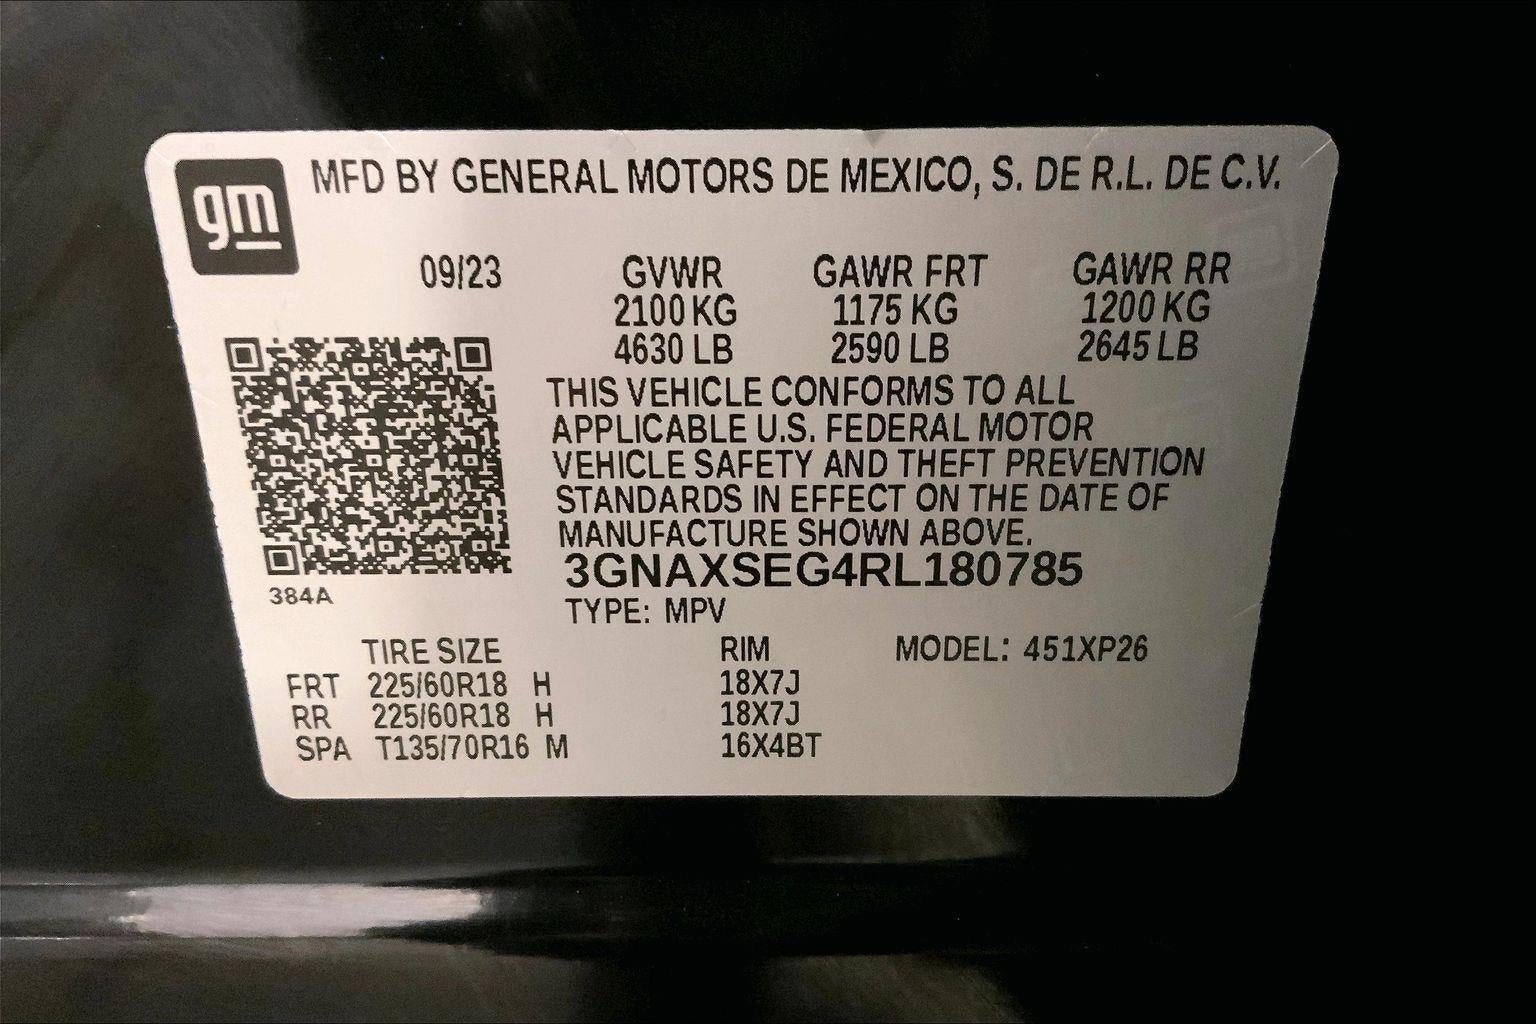 gm
MFD BY GENERAL MOTORS DE MEXICO, S. DE R.L. DE C.V.
09/23 GVWR GAWR FRT GAWR RR
2100 KG 1175 KG 1200 KG
4630 LB 2590 LB 2645 LB
THIS VEHICLE CONFORMS TO ALL
APPLICABLE U.S. FEDERAL MOTOR
VEHICLE SAFETY AND THEFT PREVENTION
STANDARDS IN EFFECT ON THE DATE OF
MANUFACTURE SHOWN ABOVE.
3GNAXSEG4RL180785
384A
TYPE: MPV
TIRE SIZE RIM MODEL: 451XP26
FRT 225/60R18 H 18X7J
RR 225/60R18 H 18X7J
SPA T135/70R16 M 16X4BT